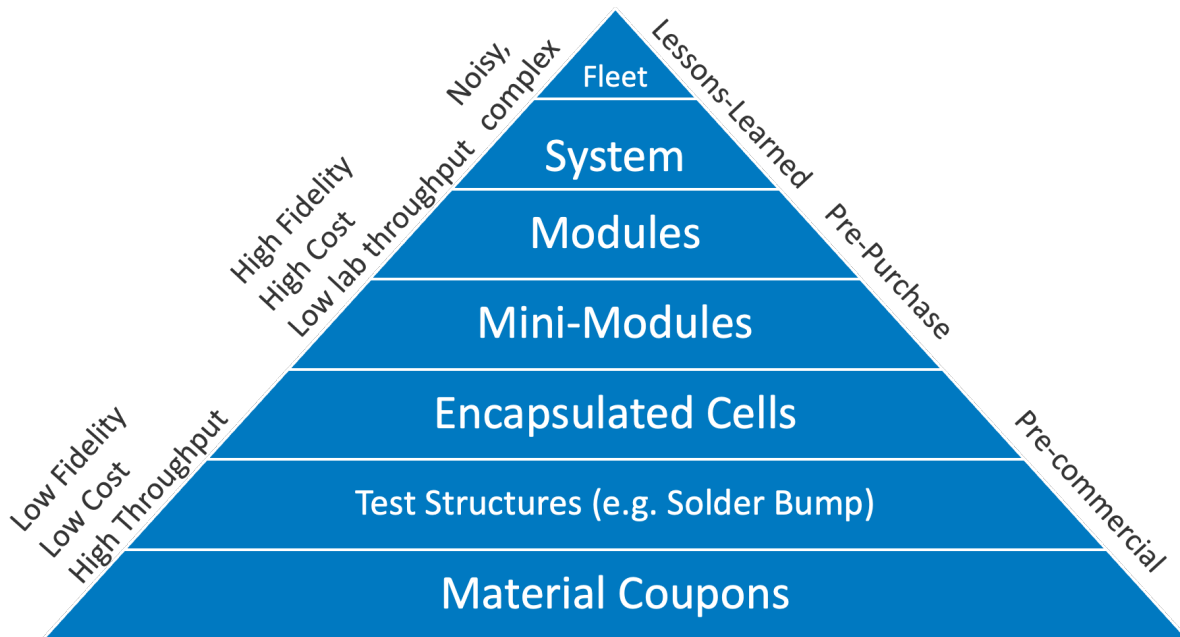 Noisy,
complex
Lessons-Learned
Fleet
System
High Fidelity
High Cost
Low lab throughput
Pre-Purchase
Modules
Mini-Modules
Low Fidelity
Low Cost
High Throughput
Pre-commercial
Encapsulated Cells
Test Structures (e.g. Solder Bump)
Material Coupons